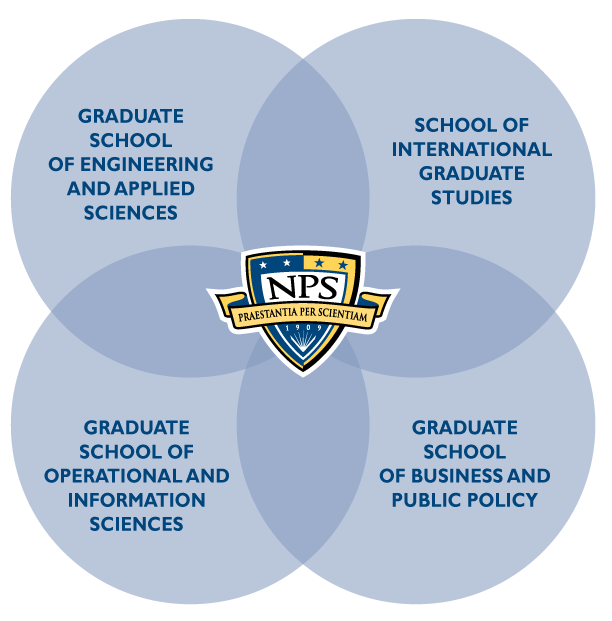 GRADUATE
SCHOOL
OF ENGINEERING
AND APPLIED
SCIENCES
SCHOOL OF
INTERNATIONAL
GRADUATE
STUDIES
NPS
PRAESTANTIA PER SCIENTIAM
1909
GRADUATE
SCHOOL OF
OPERATIONAL AND
INFORMATION
SCIENCES
GRADUATE
SCHOOL
OF BUSINESS AND
PUBLIC POLICY